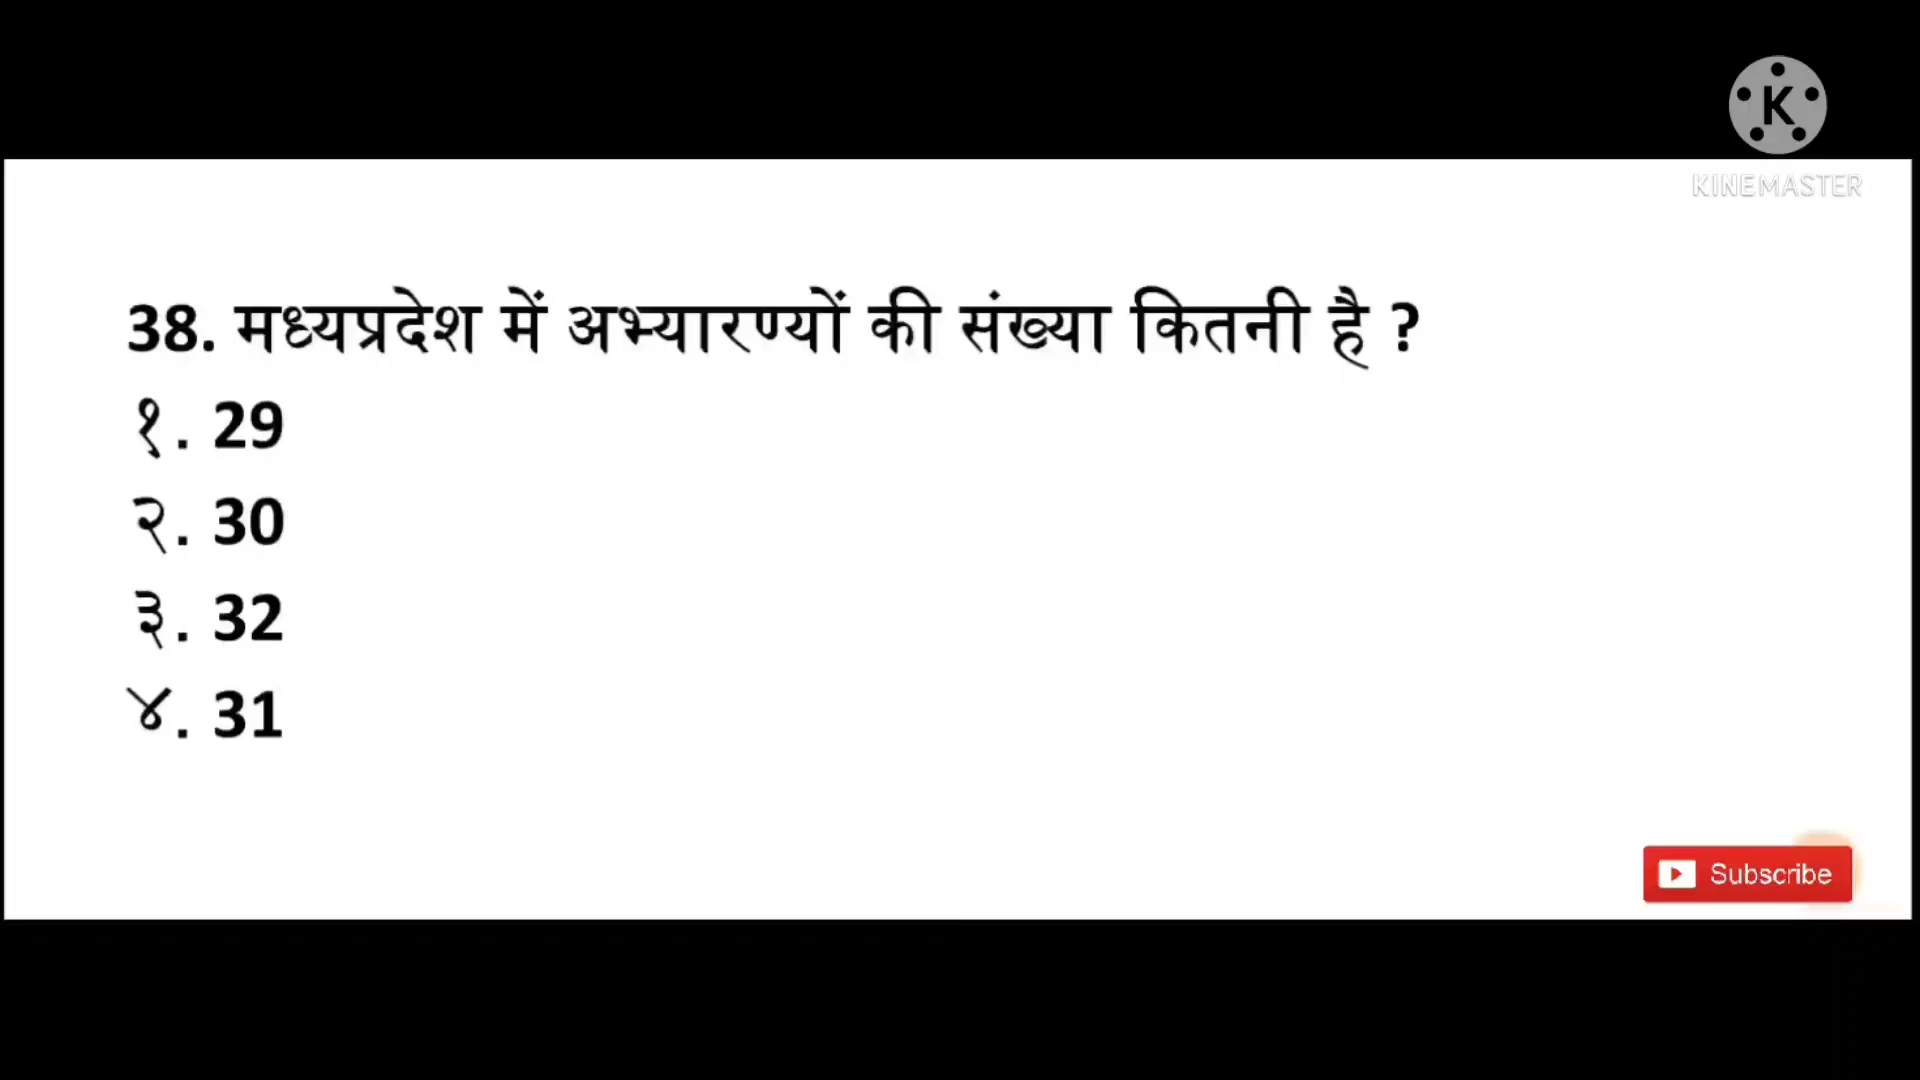 K
KINEMASTER
38. मध्यप्रदेश में अभ्यारण्यों की संख्या कितनी है ?
१. 29
२. 30
३. 32
४. 31
Subscribe